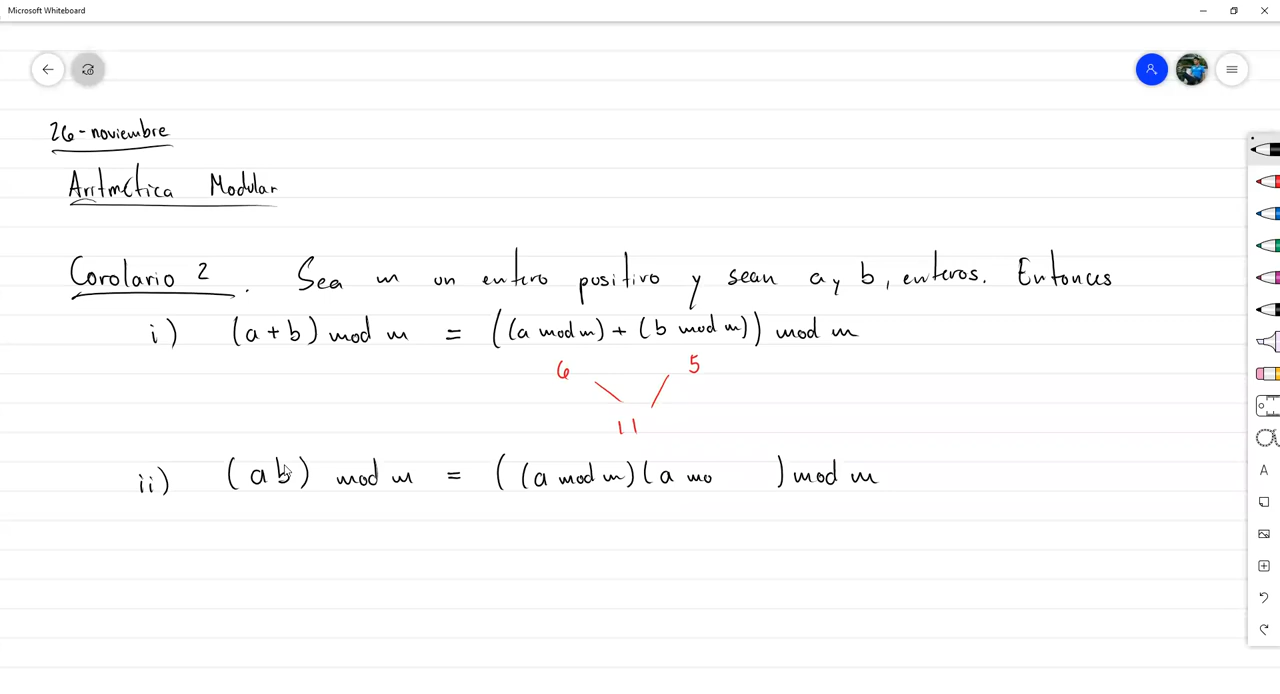 Microsoft Whiteboard
26-noviembre
Aritmética Modular
Corolario 2. Sea m un entero positivo y sean a y b, enteros. Entonces
i) (a + b) mod m = ((a mod m) + (b mod m)) mod m
6 5
11
ii) (ab) mod m = ((a mod m)(a mo ) mod m
A